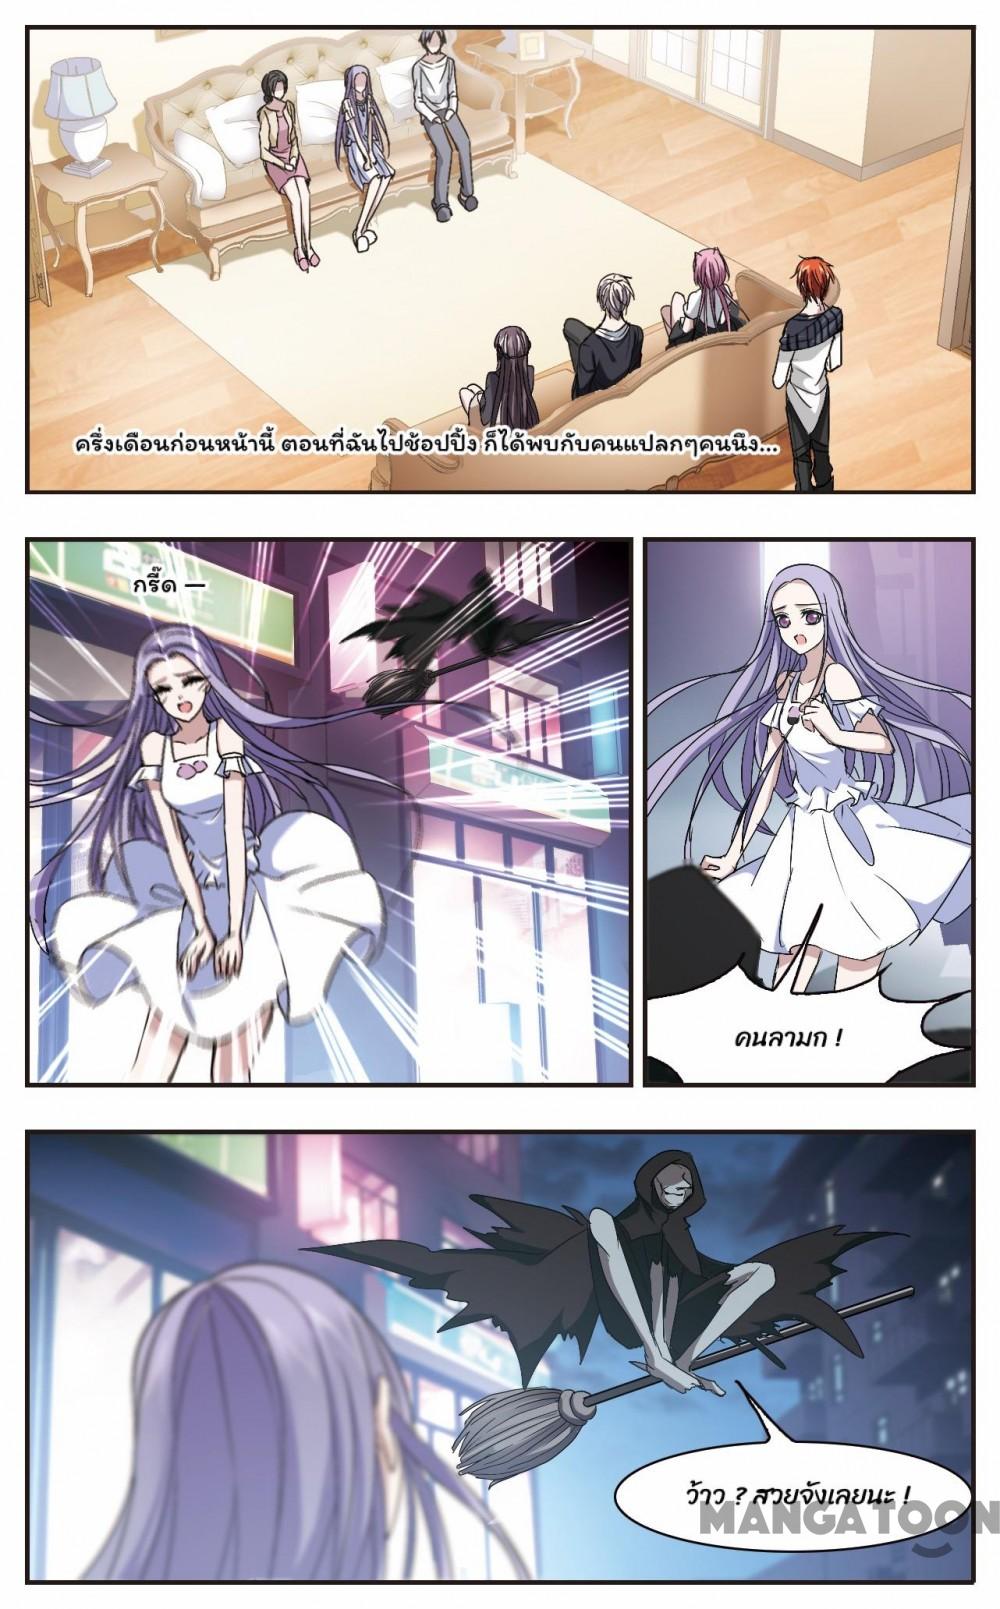 ครึ่งเดือนก่อนหน้านี้ ตอนที่ฉันไปช้อปปิ้ง ก็ได้พบกับคนแปลกๆคนนึง...
กรี๊ด —
คนลามก !
ว้าว ? สวยจังเลยนะ !
MANGATOON